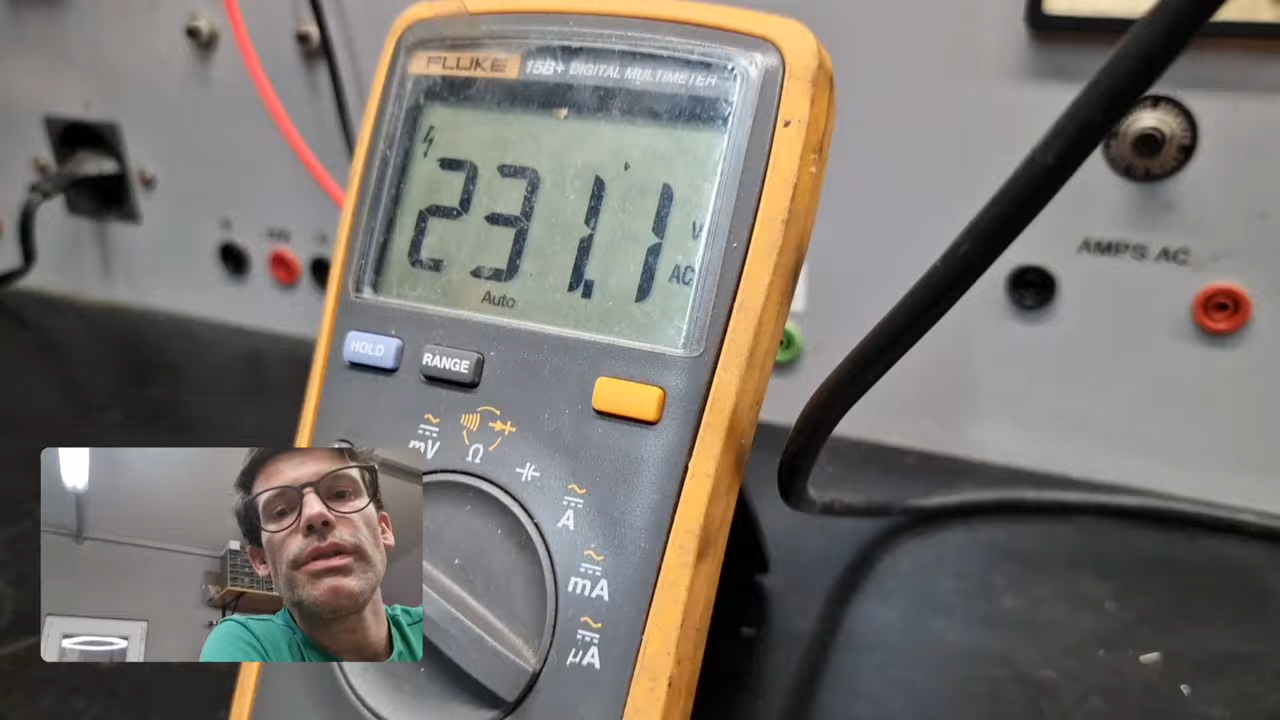 FLUKE 15B+ DIGITAL MULTIMETER
231.1 V
AC
Auto
HOLD
RANGE
mV
Ω
A
mA
μA
AMPS AC